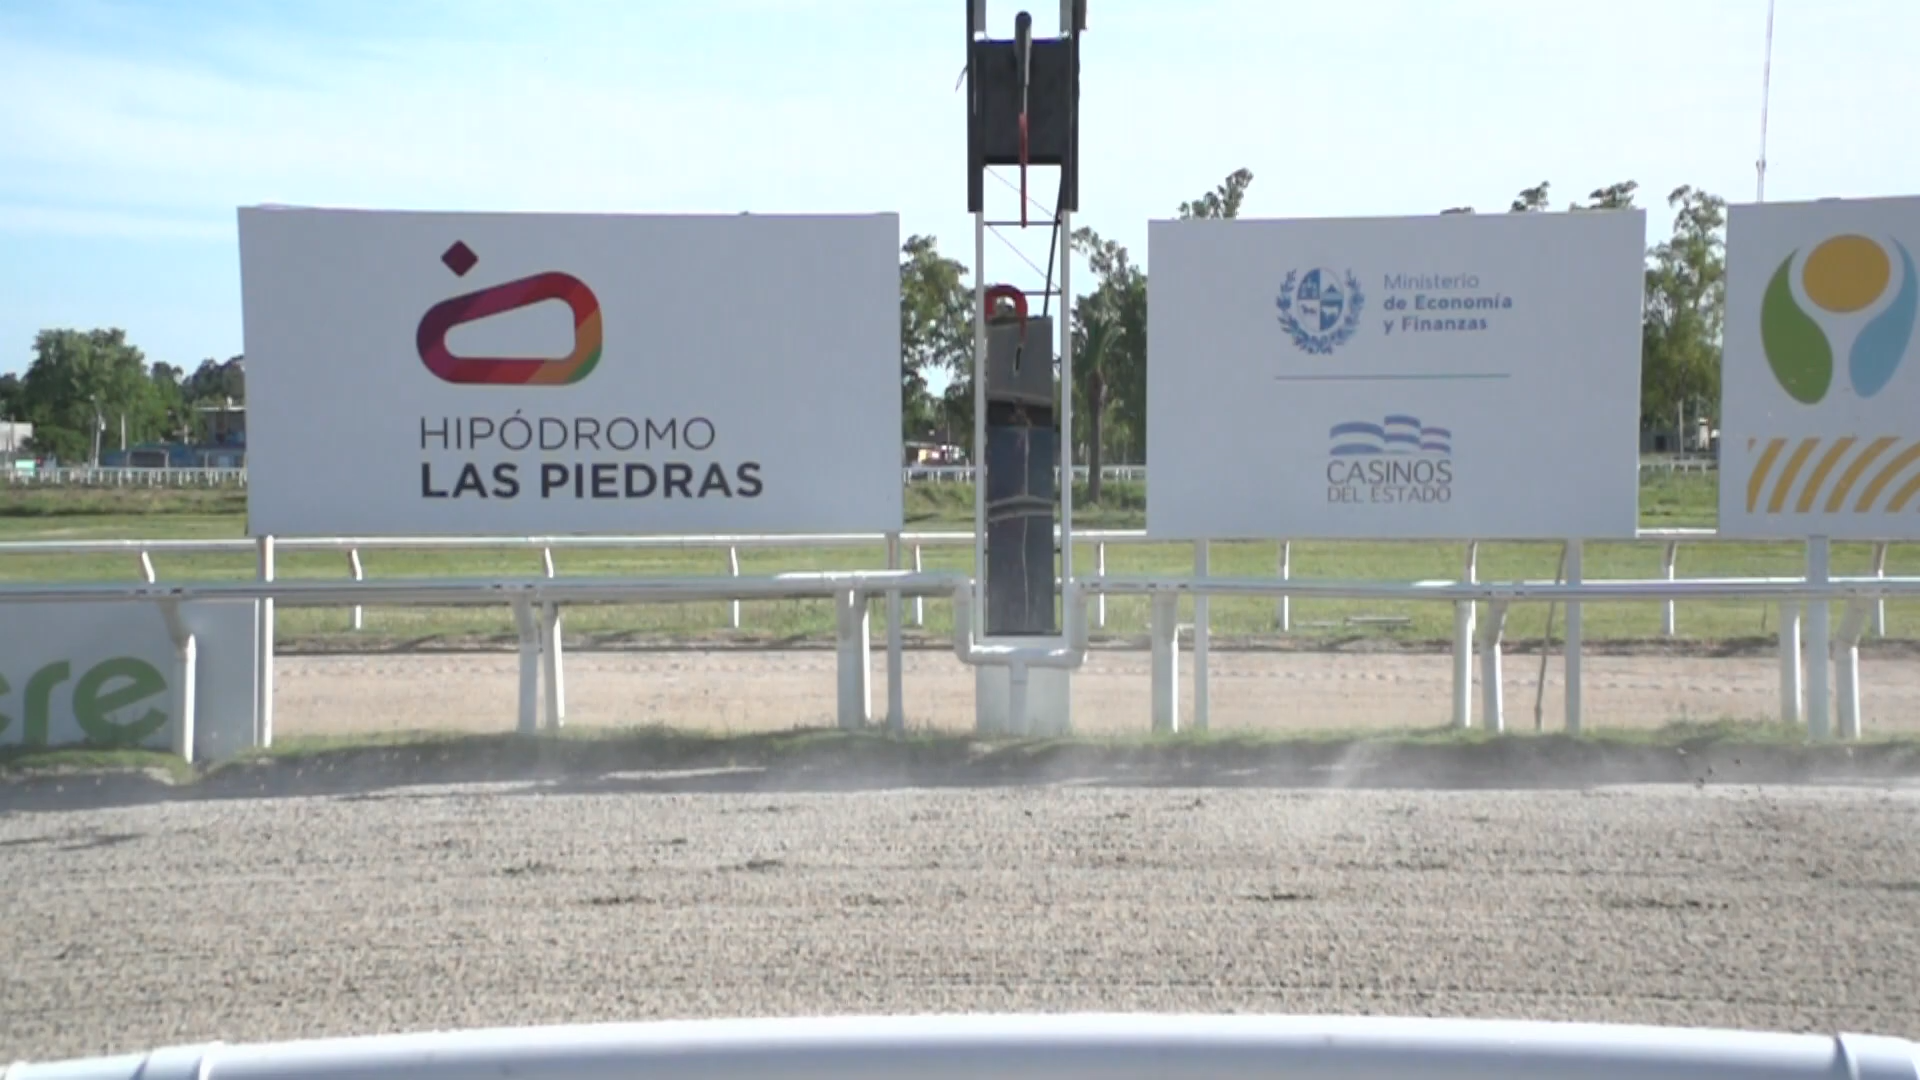 HIPÓDROMO
LAS PIEDRAS
Ministerio
de Economía
y Finanzas
CASINOS
DEL ESTADO
ere